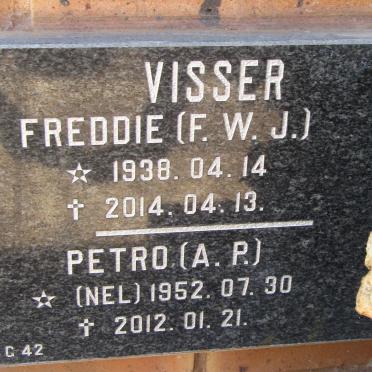 VISSER
FREDDIE (F. W. J.)
☆ 1938. 04. 14
✝ 2014. 04. 13.
PETRO (A. P.)
☆ (NEL) 1952. 07. 30
✝ 2012. 01. 21.
C 42